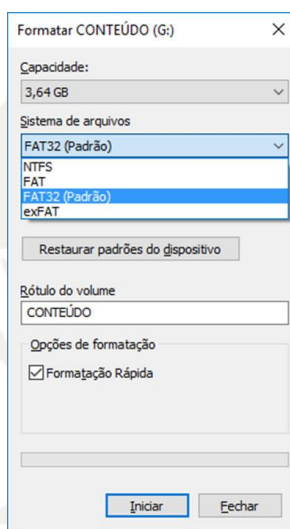 Formatar CONTEÚDO (G:)
Capacidade:
3,64 GB
Sistema de arquivos
FAT32 (Padrão)
NTFS
FAT
FAT32 (Padrão)
exFAT
Restaurar padrões do dispositivo
Rótulo do volume
CONTEÚDO
Opções de formatação
Formatação Rápida
Iniciar Fechar